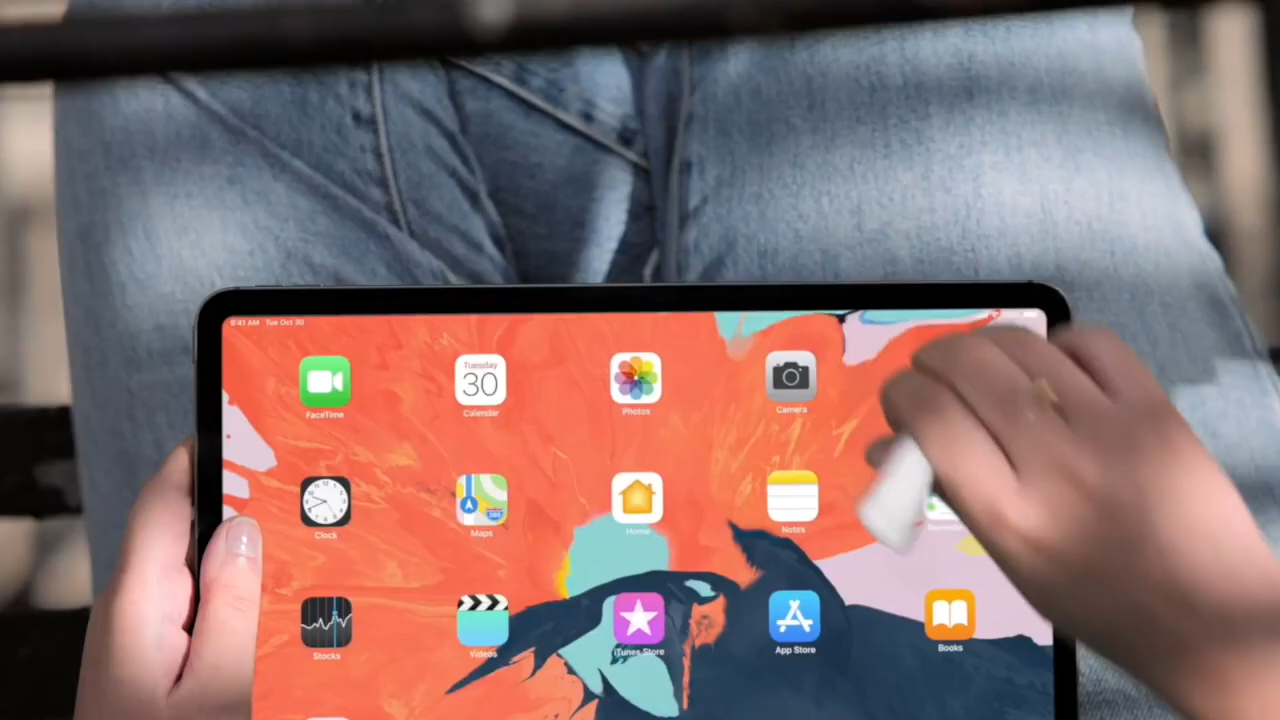 9:41 AM Tue Oct 30
Tuesday
30
FaceTime
Calendar
Photos
Camera
Clock
Maps
Home
Notes
Stocks
Videos
iTunes Store
App Store
Books